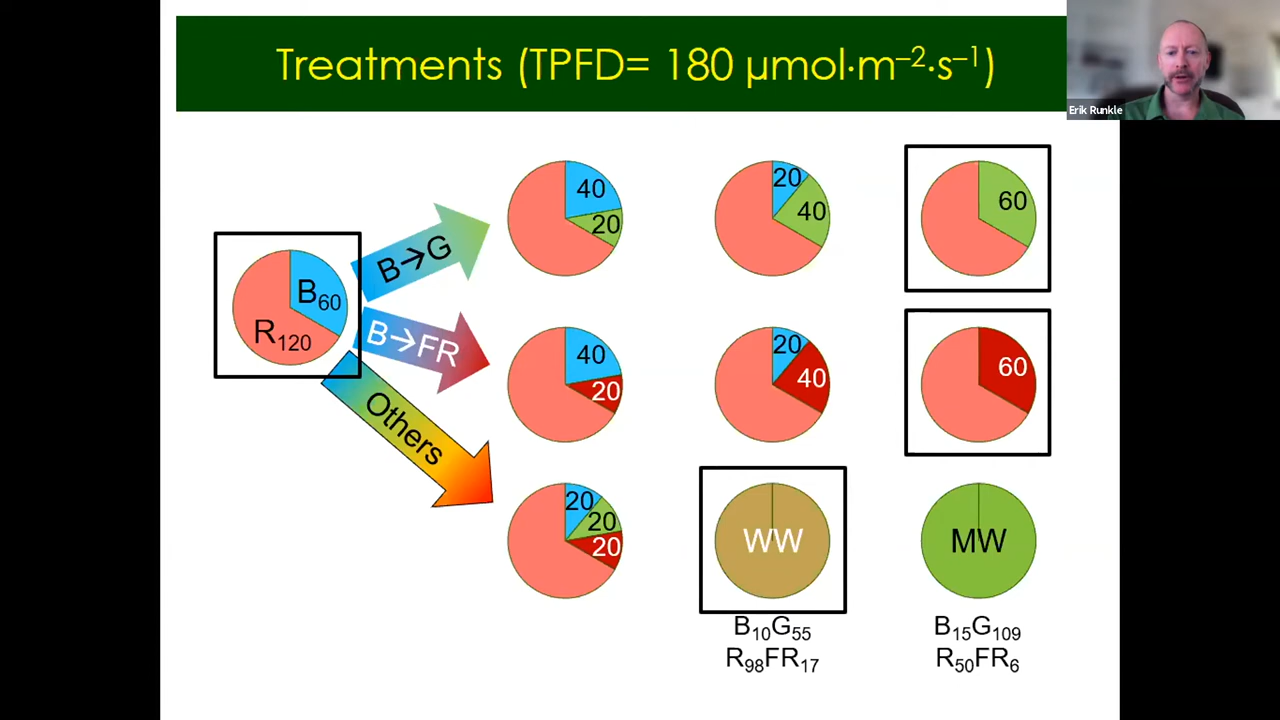 Treatments (TPFD= 180 µmol·m–2·s–1)
Erik Runkle
B60
R120
B→G
40
20
20
40
60
B→FR
40
20
20
40
60
Others
20
20
20
WW
B10G55
R98FR17
MW
B15G109
R50FR6